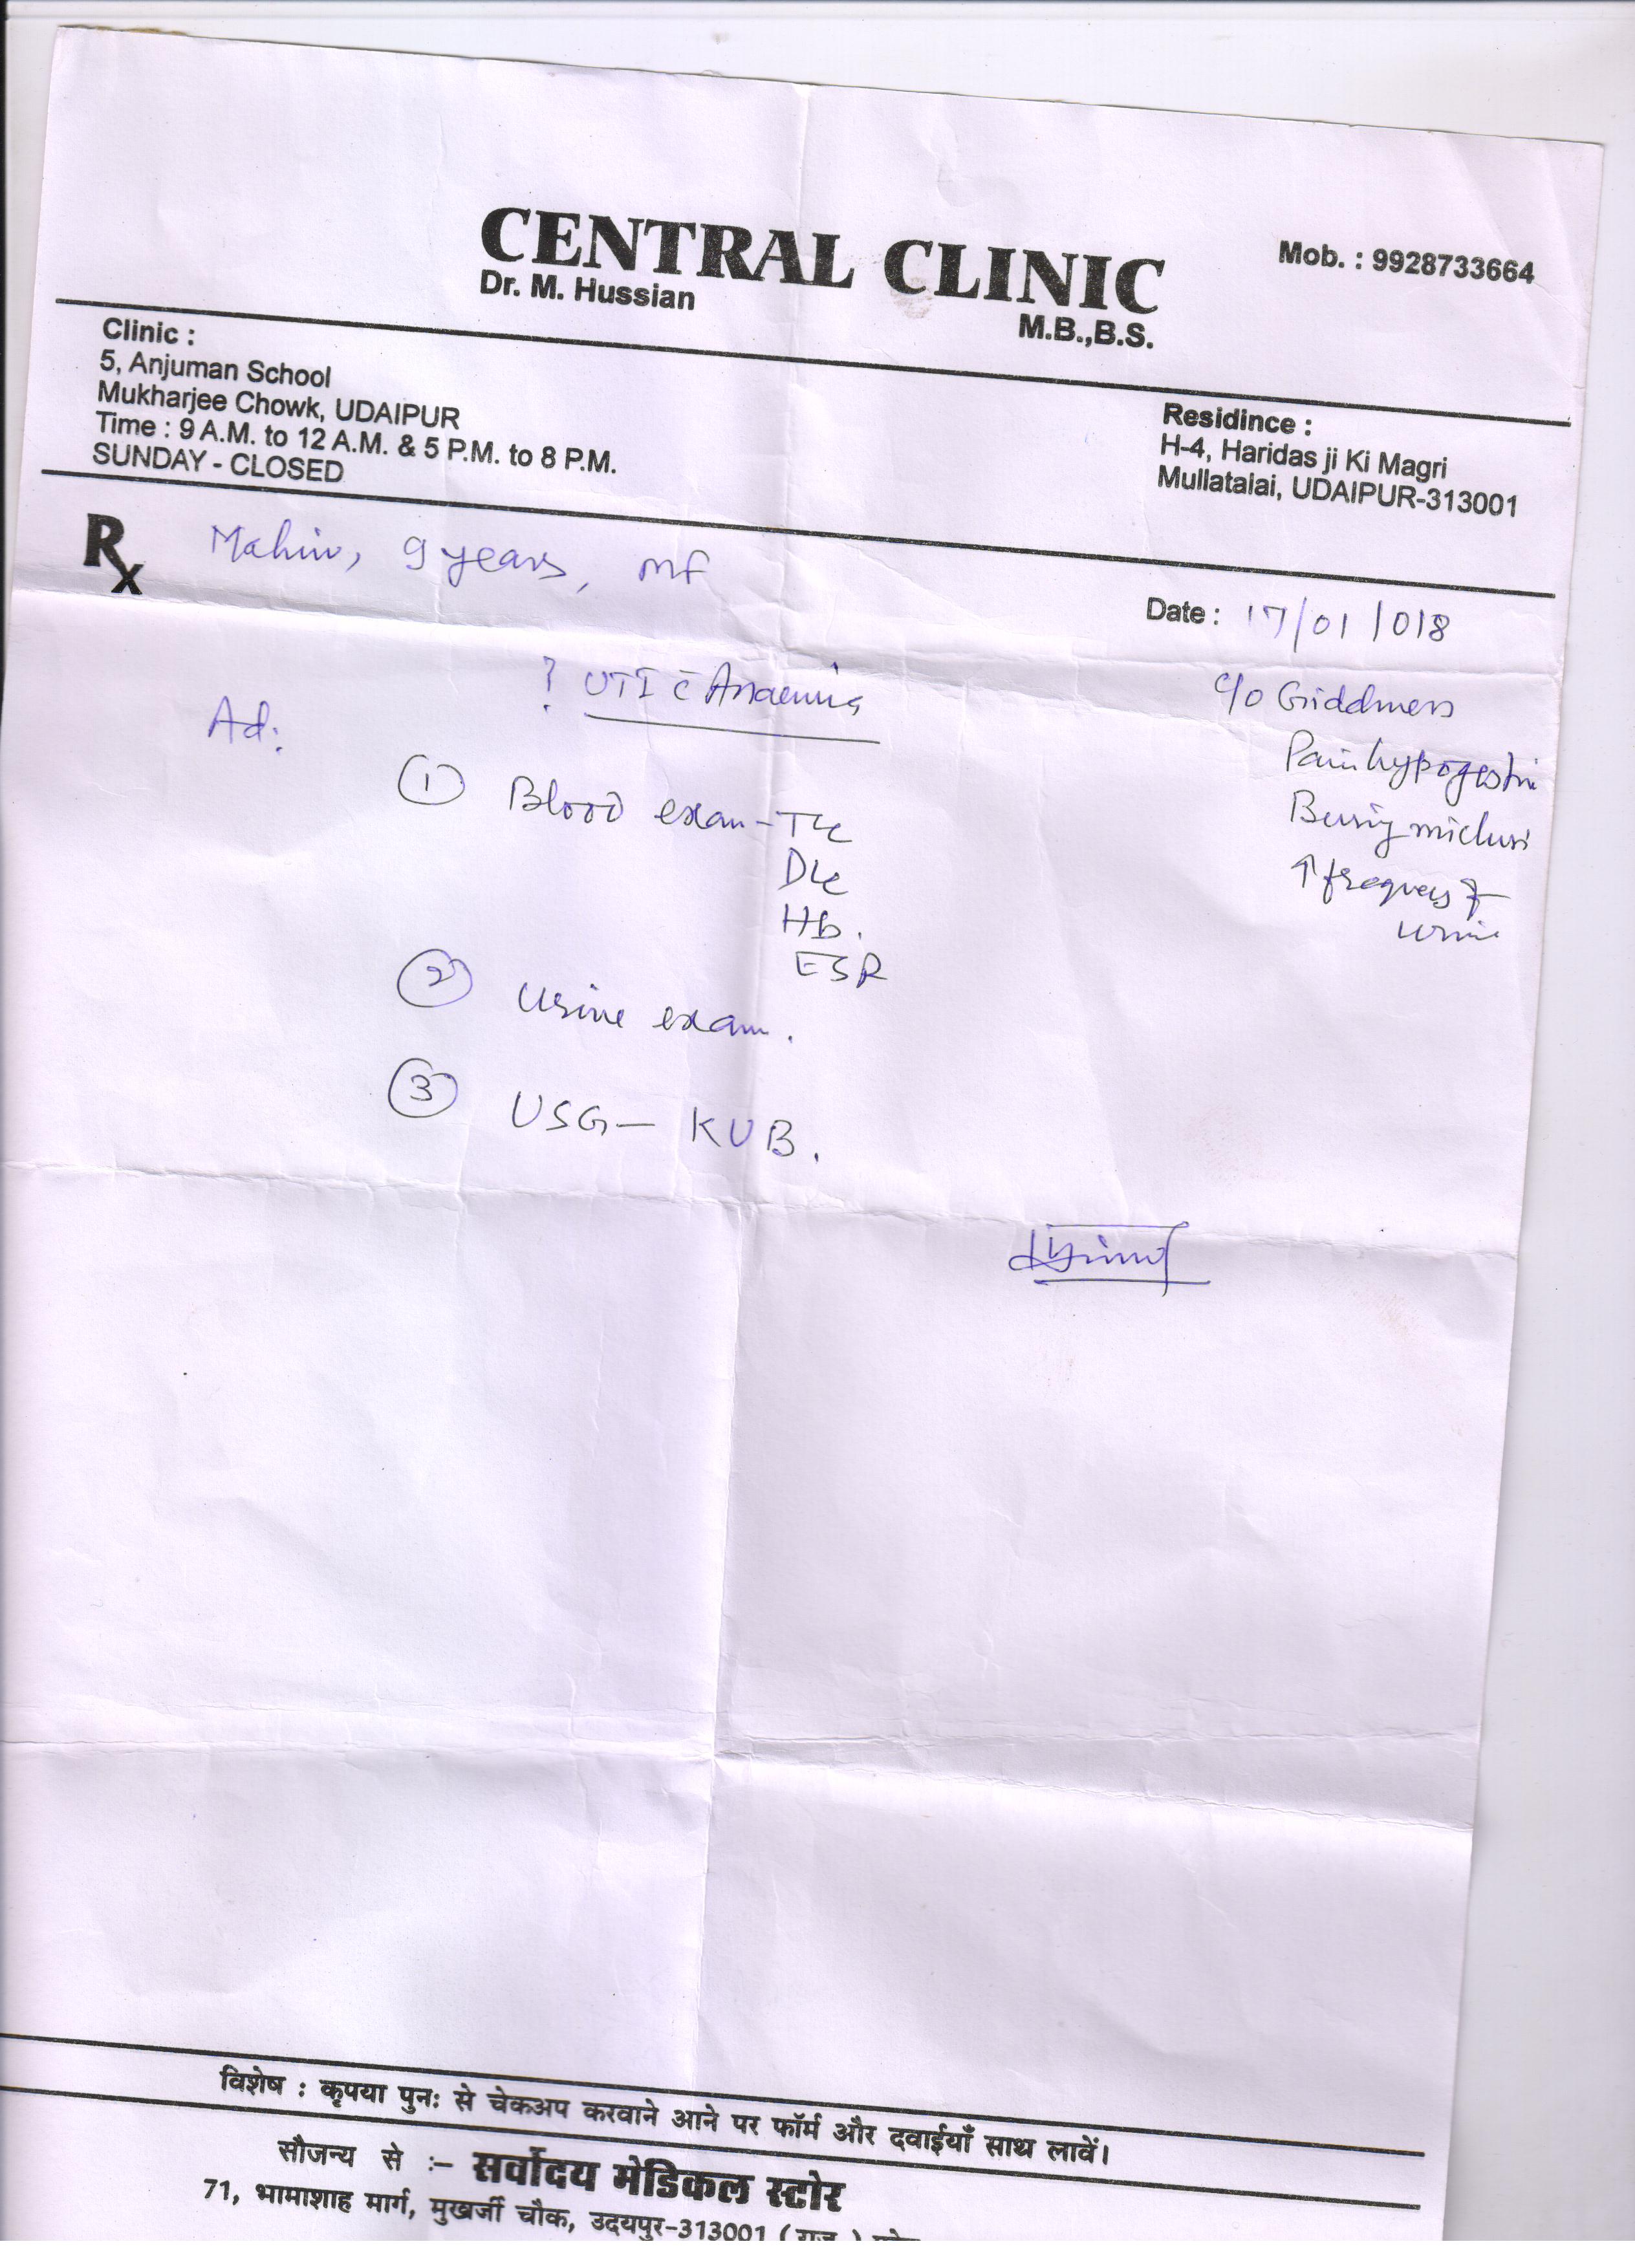 CENTRAL CLINIC
Mob. : 9928733664
Dr. M. Hussian
M.B.,B.S.
Clinic :
5, Anjuman School
Mukharjee Chowk, UDAIPUR
Time : 9 A.M. to 12 A.M. & 5 P.M. to 8 P.M.
SUNDAY - CLOSED
Residince :
H-4, Haridas ji Ki Magri
Mullatalai, UDAIPUR-313001
Rx 9 years,
Date : 17/01/018
? UTI c̄ Anaemia
Ad:
① Blood exam - TLC
DLC
Hb.
ESR
② Urine exam.
③ USG - KUB.
c/o Giddiness
Pain
Burning
↑ frequency of
urine
विशेष : कृपया पुनः से चेकअप करवाने आने पर फॉर्म और दवाईयाँ साथ लावें।
सौजन्य से :- सर्वोदय मेडिकल स्टोर
71, भामाशाह मार्ग, मुखर्जी चौक, उदयपुर-313001